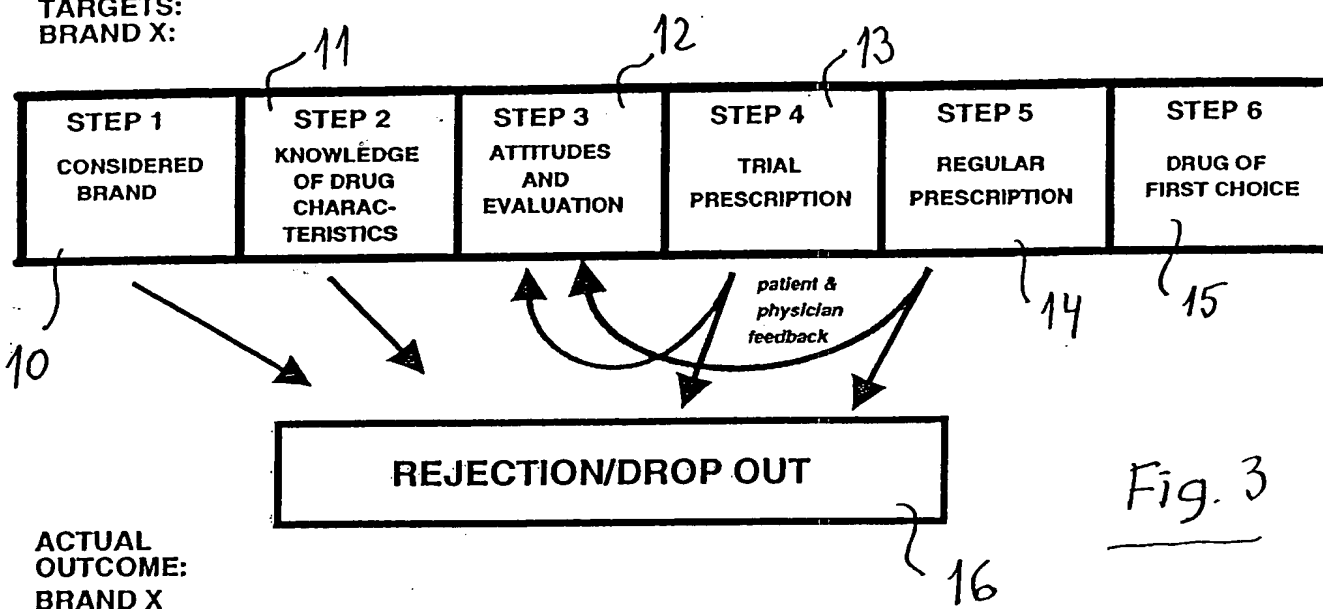 TARGETS:
BRAND X:
11
12
13
STEP 1
CONSIDERED
BRAND
STEP 2
KNOWLEDGE
OF DRUG
CHARAC-
TERISTICS
STEP 3
ATTITUDES
AND
EVALUATION
STEP 4
TRIAL
PRESCRIPTION
STEP 5
REGULAR
PRESCRIPTION
STEP 6
DRUG OF
FIRST CHOICE
10
patient &
physician
feedback
14
15
REJECTION/DROP OUT
16
Fig. 3
ACTUAL
OUTCOME:
BRAND X